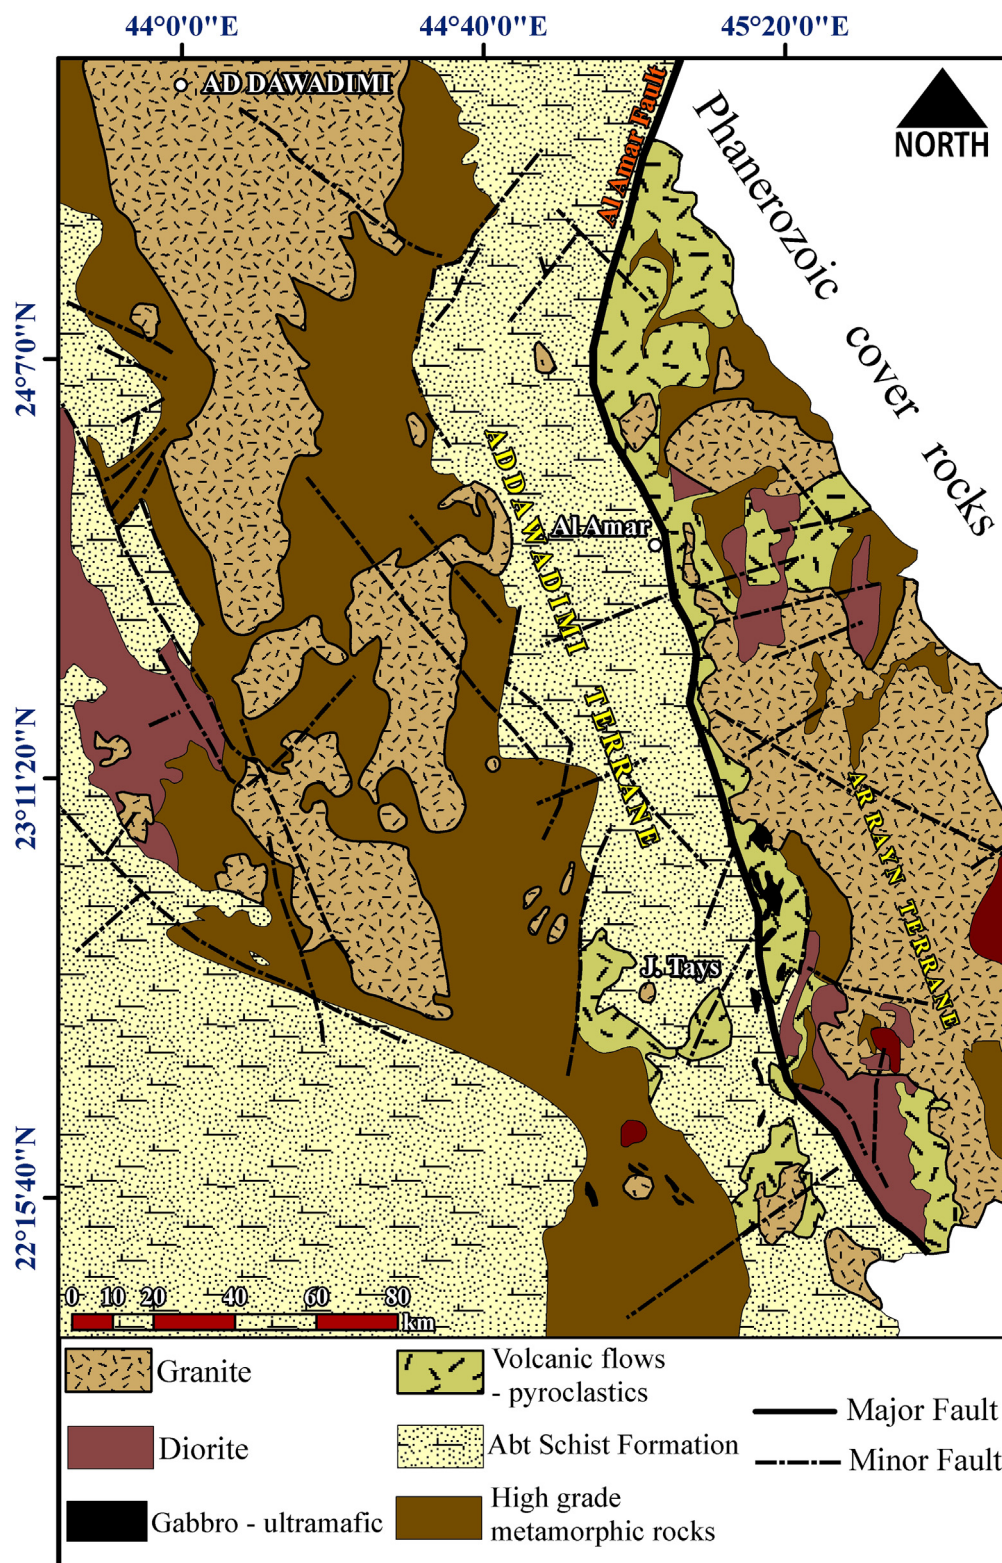 44°0'0"E
44°40'0"E
45°20'0"E
AD DAWADIMI
Al Amar Fault
Phanerozoic cover rocks
NORTH
24°7'0"N
ADDAWADIMI TERRANE
Al Amar
23°11'20"N
AR RAYN TERRANE
J. Tays
22°15'40"N
0 10 20 40 60 80
km
Granite
Volcanic flows
- pyroclastics
Major Fault
Diorite
Abt Schist Formation
Minor Fault
Gabbro - ultramafic
High grade
metamorphic rocks